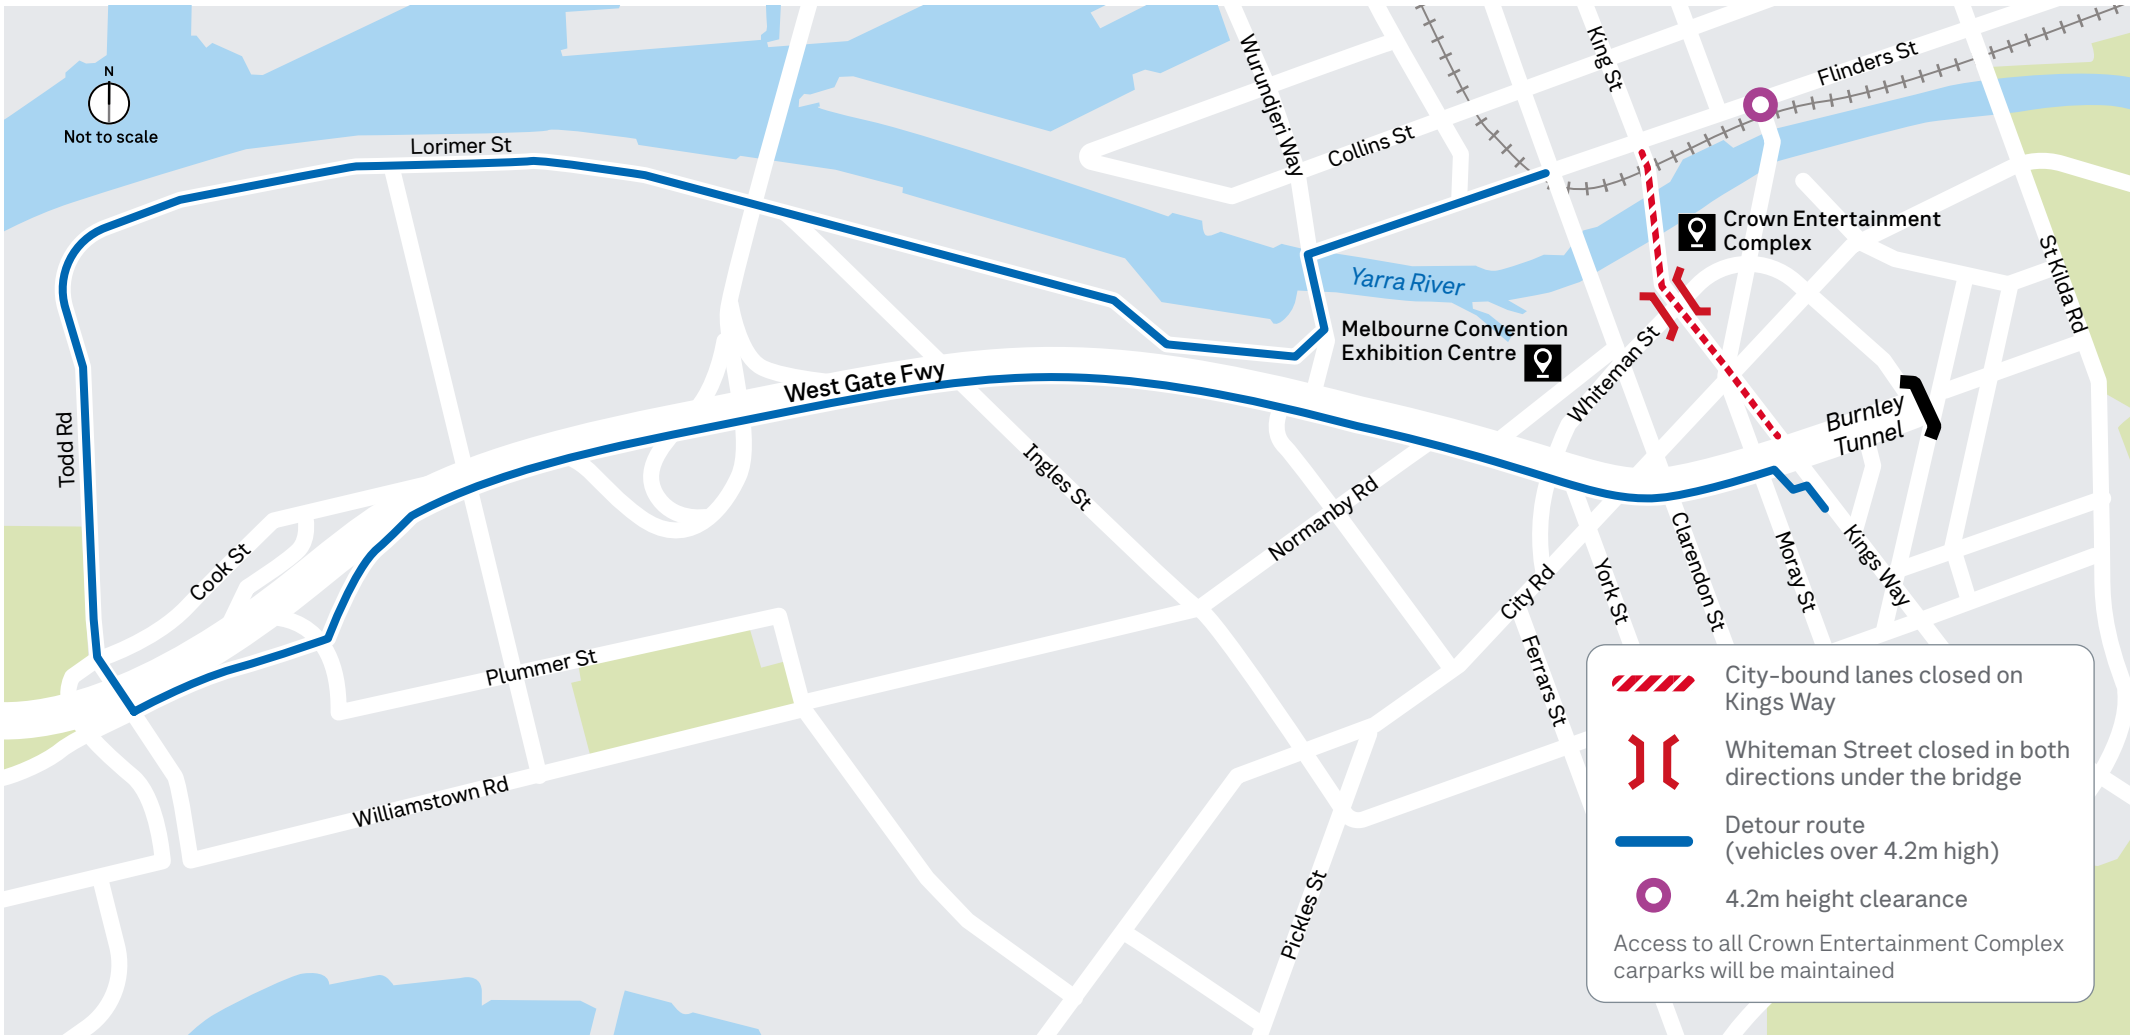 N
Not to scale
Lorimer St
Wurundjeri Way
King St
Flinders St
Collins St
Crown Entertainment
Complex
Yarra River
St Kilda Rd
Melbourne Convention
Exhibition Centre
Whiteman St
West Gate Fwy
Burnley
Tunnel
Todd Rd
Ingles St
Normanby Rd
Cook St
City Rd
York St
Clarendon St
Moray St
Kings Way
Plummer St
Ferrars St
Williamstown Rd
Pickles St
City-bound lanes closed on
Kings Way
Whiteman Street closed in both
directions under the bridge
Detour route
(vehicles over 4.2m high)
4.2m height clearance
Access to all Crown Entertainment Complex
carparks will be maintained